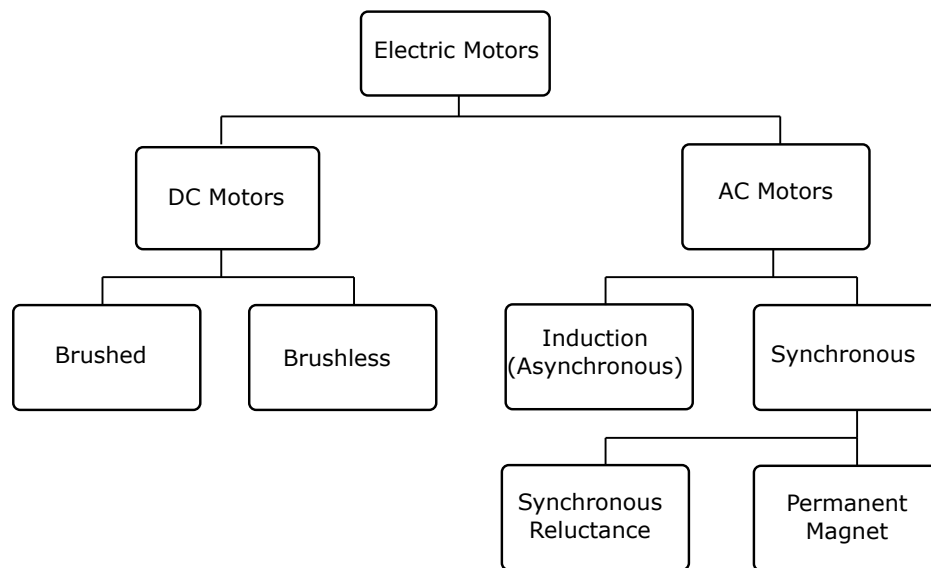 Electric Motors
DC Motors
AC Motors
Brushed
Brushless
Induction
(Asynchronous)
Synchronous
Synchronous
Reluctance
Permanent
Magnet